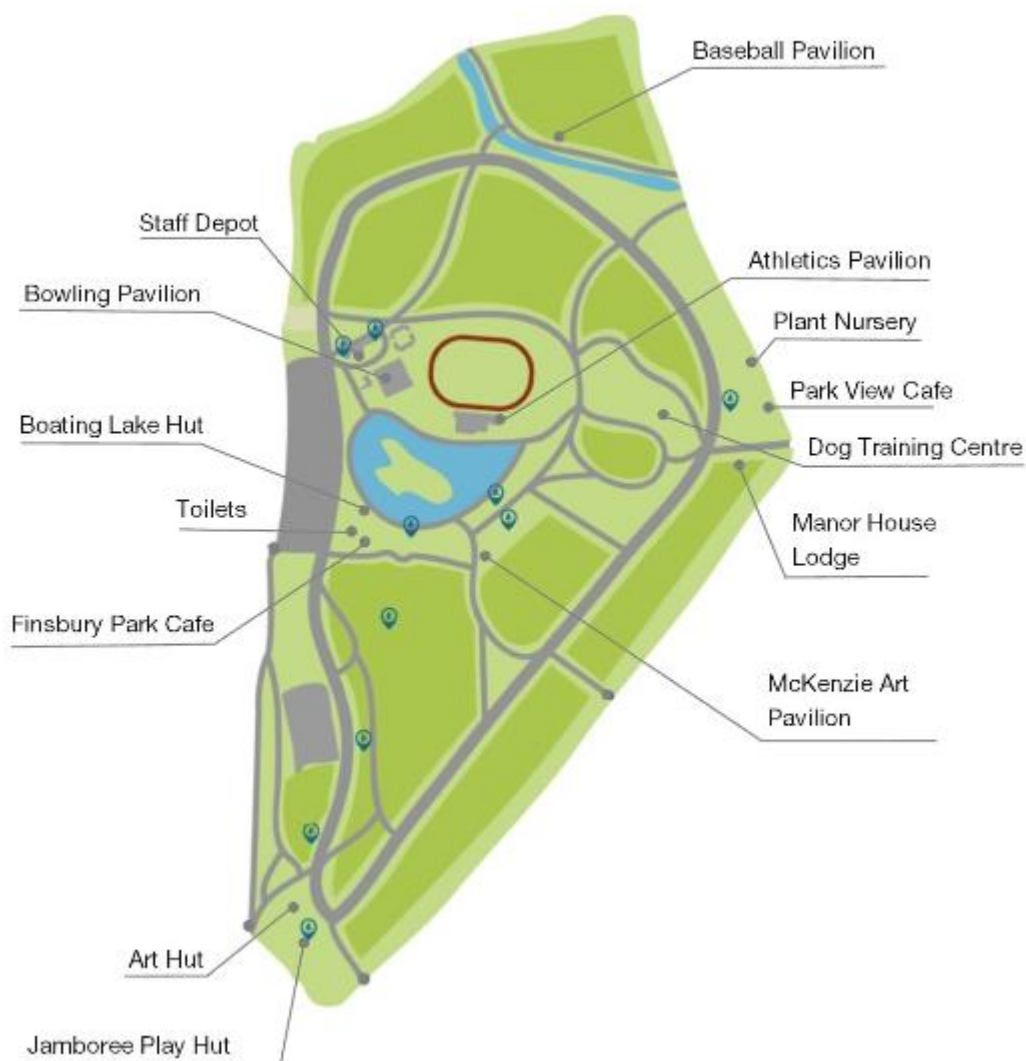 Baseball Pavilion
Staff Depot
Athletics Pavilion
Bowling Pavilion
Plant Nursery
Park View Cafe
Boating Lake Hut
Dog Training Centre
Toilets
Manor House
Lodge
Finsbury Park Cafe
McKenzie Art
Pavilion
Art Hut
Jamboree Play Hut